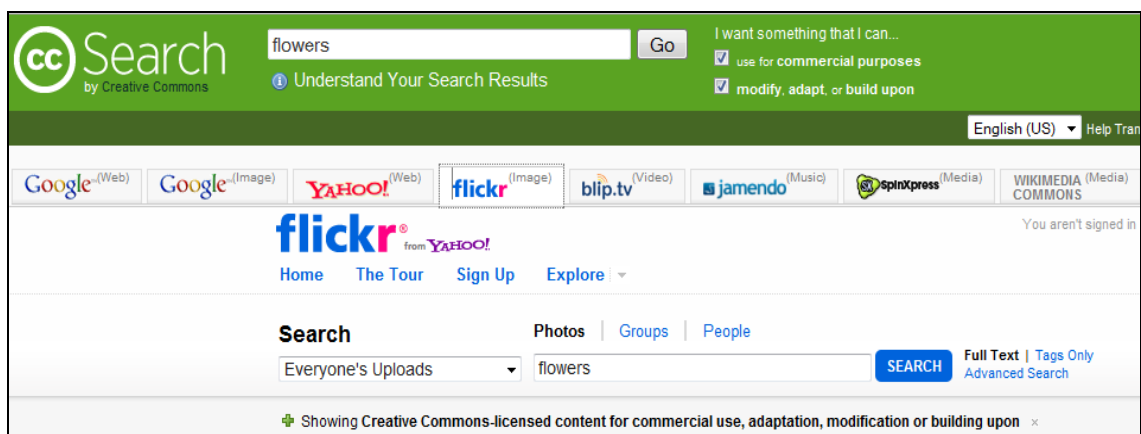 cc Search
by Creative Commons
flowers
Go
Understand Your Search Results
I want something that I can...
use for commercial purposes
modify, adapt, or build upon
English (US)
Help Tran
Google (Web)
Google (Image)
YAHOO! (Web)
flickr (Image)
blip.tv (Video)
jamendo (Music)
SpinXpress (Media)
WIKIMEDIA COMMONS (Media)
flickr® from YAHOO!
You aren't signed in
Home The Tour Sign Up Explore
Search
Photos | Groups | People
Everyone's Uploads
flowers
SEARCH
Full Text | Tags Only
Advanced Search
Showing Creative Commons-licensed content for commercial use, adaptation, modification or building upon ×